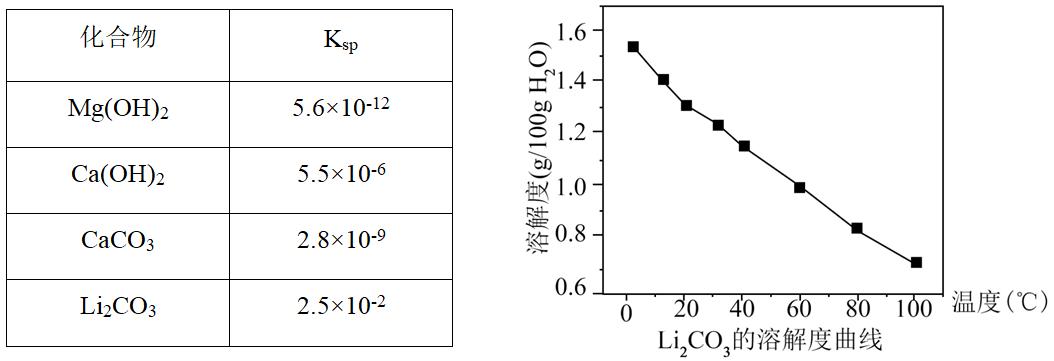 化合物 Ksp
Mg(OH)2 5.6×10-12
Ca(OH)2 5.5×10-6
CaCO3 2.8×10-9
Li2CO3 2.5×10-2
溶解度(g/100g H2O)
1.6
1.4
1.2
1.0
0.8
0.6
0 20 40 60 80 100 温度(℃)
Li2CO3的溶解度曲线